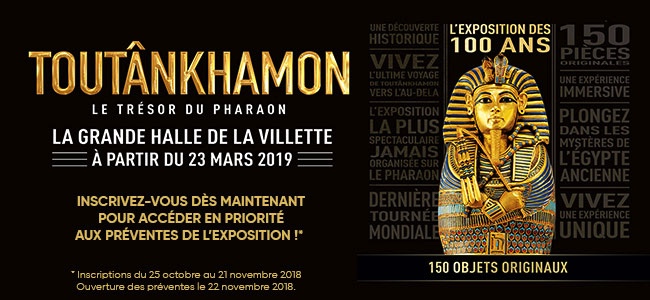 TOUTÂNKHAMON
LE TRÉSOR DU PHARAON
LA GRANDE HALLE DE LA VILLETTE
À PARTIR DU 23 MARS 2019
INSCRIVEZ-VOUS DÈS MAINTENANT
POUR ACCÉDER EN PRIORITÉ
AUX PRÉVENTES DE L'EXPOSITION !*
* Inscriptions du 25 octobre au 21 novembre 2018
Ouverture des préventes le 22 novembre 2018.
UNE DÉCOUVERTE
HISTORIQUE
VIVEZ
L'ULTIME VOYAGE
DE TOUTÂNKHAMON
VERS L'AU-DELÀ
L'EXPOSITION
LA PLUS
SPECTACULAIRE
JAMAIS
ORGANISÉE SUR
LE PHARAON
DERNIÈRE
TOURNÉE
MONDIALE
L'EXPOSITION DES
100 ANS
150
PIÈCES
ORIGINALES
UNE EXPÉRIENCE
IMMERSIVE
PLONGEZ
DANS LES
MYSTÈRES DE
L'ÉGYPTE
ANCIENNE
VIVEZ
UNE EXPÉRIENCE
UNIQUE
150 OBJETS ORIGINAUX